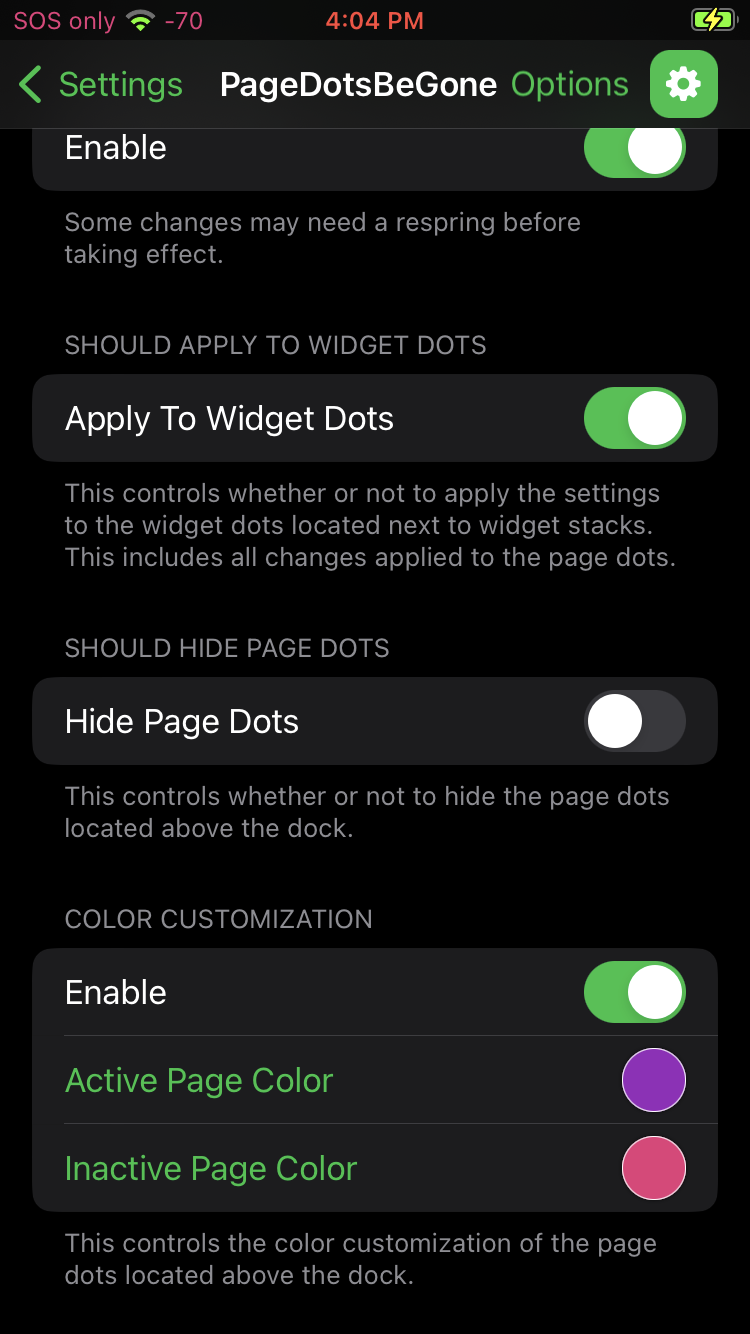 SOS only -70 4:04 PM
Settings PageDotsBeGone Options
Enable
Some changes may need a respring before
taking effect.
SHOULD APPLY TO WIDGET DOTS
Apply To Widget Dots
This controls whether or not to apply the settings
to the widget dots located next to widget stacks.
This includes all changes applied to the page dots.
SHOULD HIDE PAGE DOTS
Hide Page Dots
This controls whether or not to hide the page dots
located above the dock.
COLOR CUSTOMIZATION
Enable
Active Page Color
Inactive Page Color
This controls the color customization of the page
dots located above the dock.